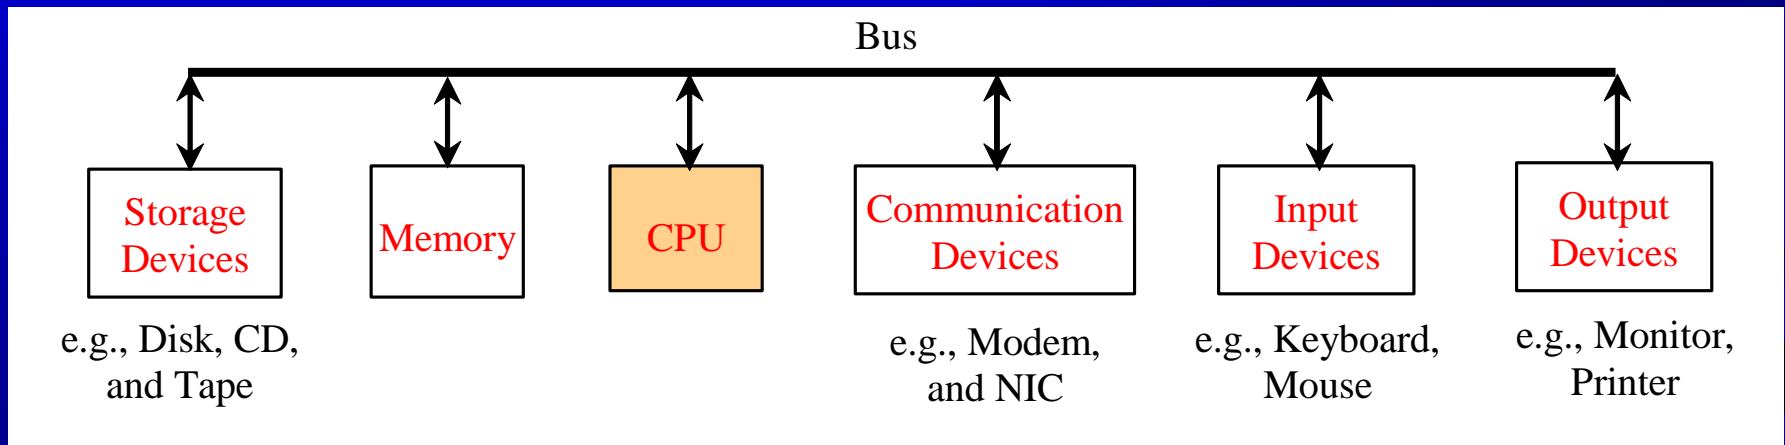 Bus
Storage
Devices
Memory
CPU
Communication
Devices
Input
Devices
Output
Devices
e.g., Disk, CD,
and Tape
e.g., Modem,
and NIC
e.g., Keyboard,
Mouse
e.g., Monitor,
Printer